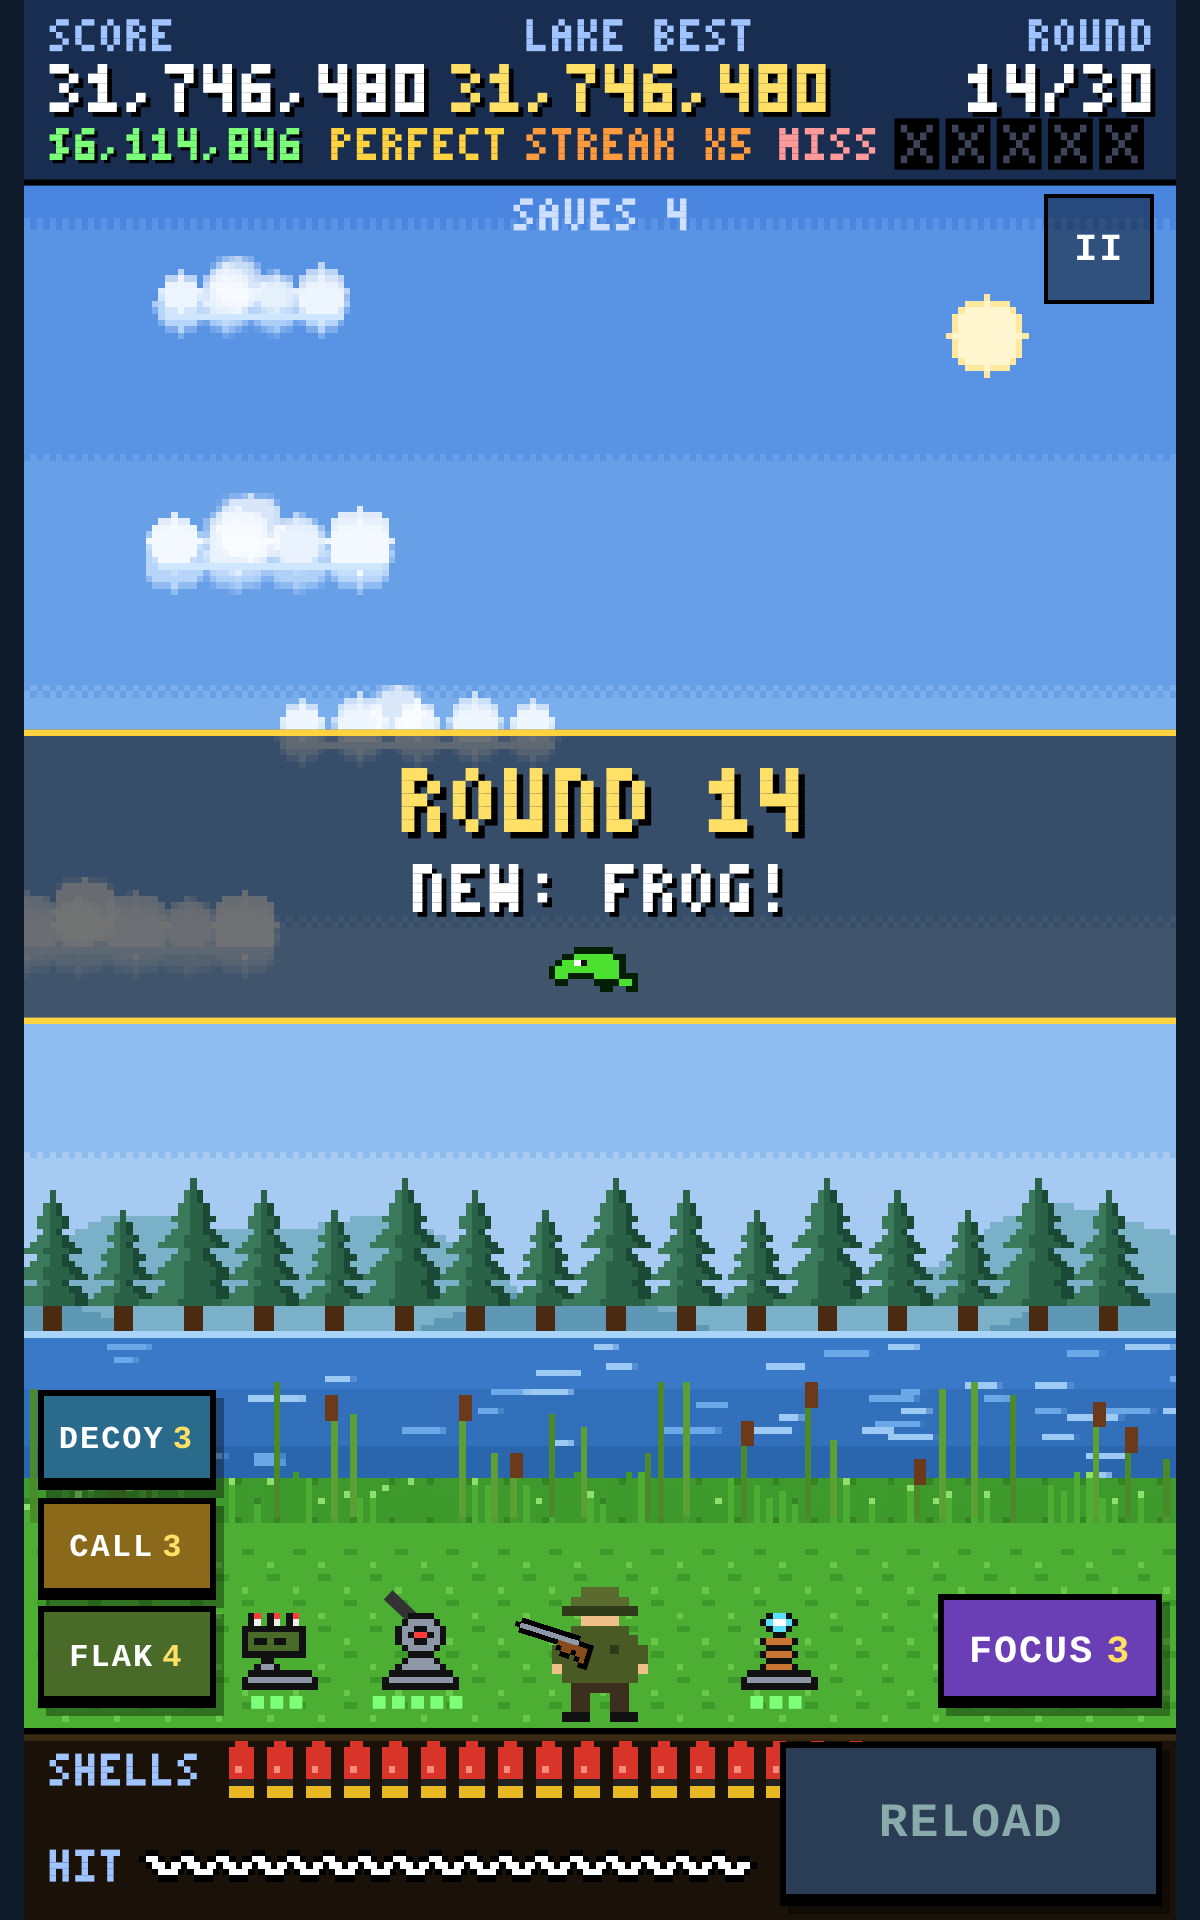 SCORE LAKE BEST ROUND
31,746,480 31,746,480 14/30
$6,114,846 PERFECT STREAK X5 MISS X X X X X
SAVES 4
II
ROUND 14
NEW: FROG!
DECOY 3
CALL 3
FLAK 4
FOCUS 3
SHELLS
RELOAD
HIT